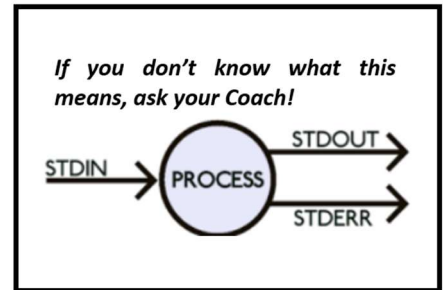 If you don’t know what this
means, ask your Coach!
STDOUT
STDIN
PROCESS
STDERR